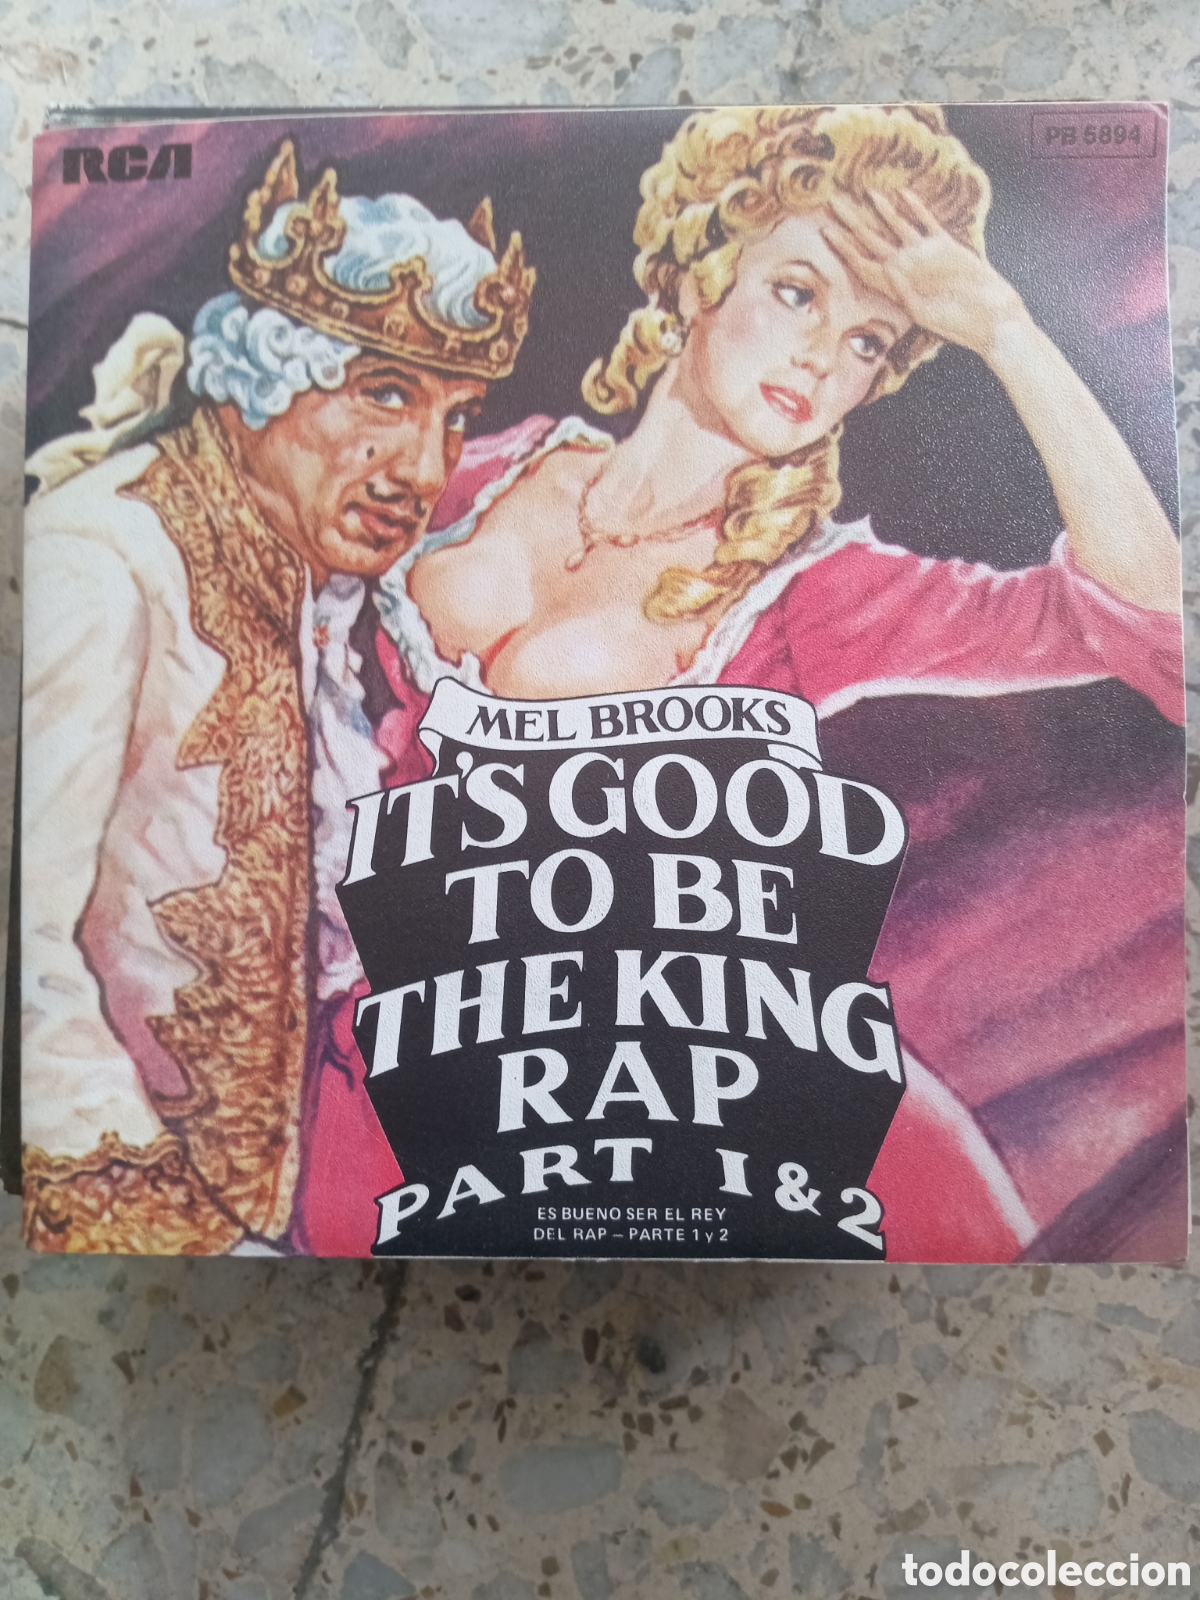 RCA
PB 5894
MEL BROOKS
IT'S GOOD
TO BE
THE KING
RAP
PART 1 & 2
ES BUENO SER EL REY
DEL RAP – PARTE 1 y 2
todocoleccion